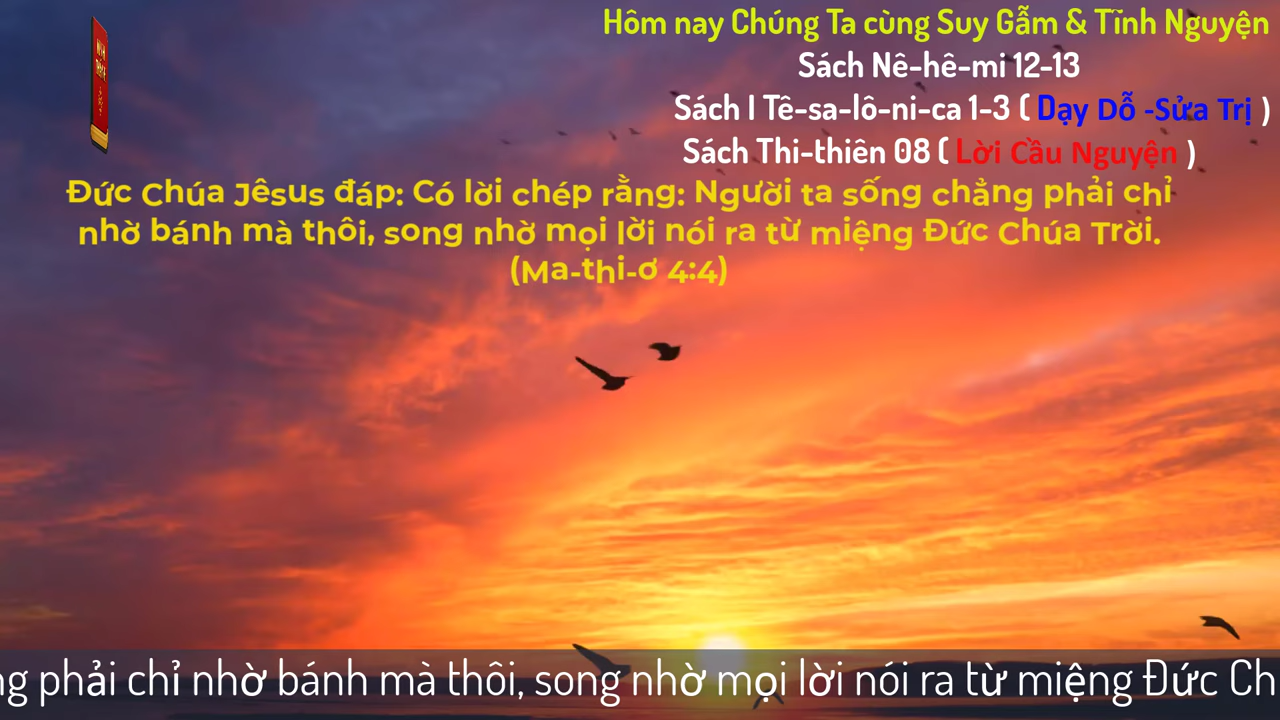 Hôm nay Chúng Ta cùng Suy Gẫm & Tĩnh Nguyện
Sách Nê-hê-mi 12-13
Sách I Tê-sa-lô-ni-ca 1-3 ( Dạy Dỗ -Sửa Trị )
Sách Thi-thiên 08 ( Lời Cầu Nguyện )
Đức Chúa Jêsus đáp: Có lời chép rằng: Người ta sống chẳng phải chỉ
nhờ bánh mà thôi, song nhờ mọi lời nói ra từ miệng Đức Chúa Trời.
(Ma-thi-ơ 4:4)
ng phải chỉ nhờ bánh mà thôi, song nhờ mọi lời nói ra từ miệng Đức Ch